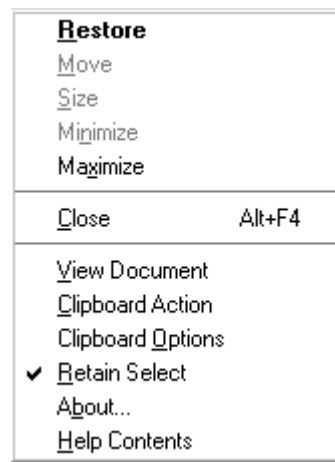 Restore
Move
Size
Minimize
Maximize
Close Alt+F4
View Document
Clipboard Action
Clipboard Options
Retain Select
About...
Help Contents